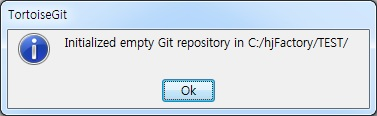 TortoiseGit
Initialized empty Git repository in C:/hjFactory/TEST/
Ok